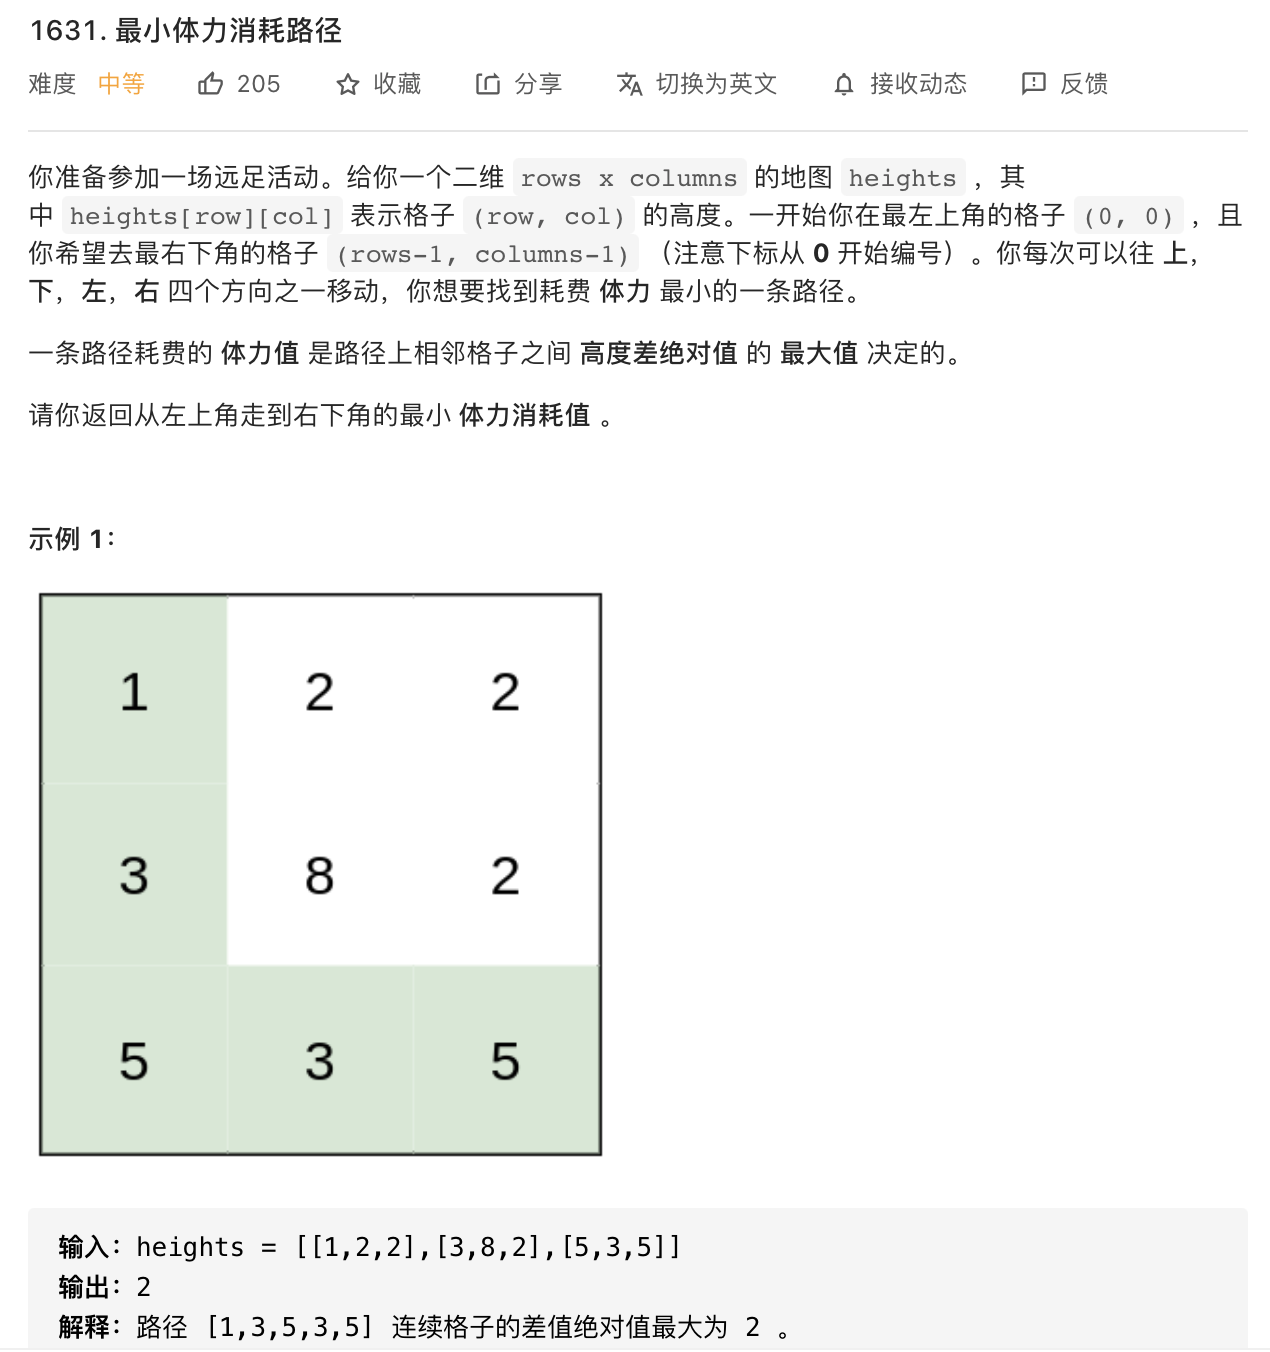 1631. 最小体力消耗路径
难度 中等 205 收藏 分享 切换为英文 接收动态 反馈
你准备参加一场远足活动。给你一个二维 rows x columns 的地图 heights ，其
中 heights[row][col] 表示格子 (row, col) 的高度。一开始你在最左上角的格子 (0, 0) ，且
你希望去最右下角的格子 (rows-1, columns-1) （注意下标从 0 开始编号）。你每次可以往 上，
下，左，右 四个方向之一移动，你想要找到耗费 体力 最小的一条路径。
一条路径耗费的 体力值 是路径上相邻格子之间 高度差绝对值 的 最大值 决定的。
请你返回从左上角走到右下角的最小 体力消耗值 。
示例 1：
1 2 2
3 8 2
5 3 5
输入：heights = [[1,2,2],[3,8,2],[5,3,5]]
输出：2
解释：路径 [1,3,5,3,5] 连续格子的差值绝对值最大为 2 。